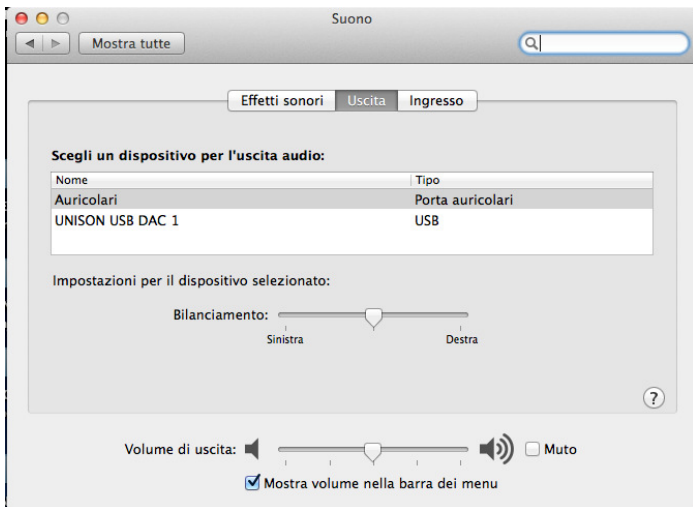 Suono
Mostra tutte
Effetti sonori Uscita Ingresso
Scegli un dispositivo per l'uscita audio:
Nome Tipo
Auricolari Porta auricolari
UNISON USB DAC 1 USB
Impostazioni per il dispositivo selezionato:
Bilanciamento:
Sinistra Destra
?
Volume di uscita: Muto
Mostra volume nella barra dei menu